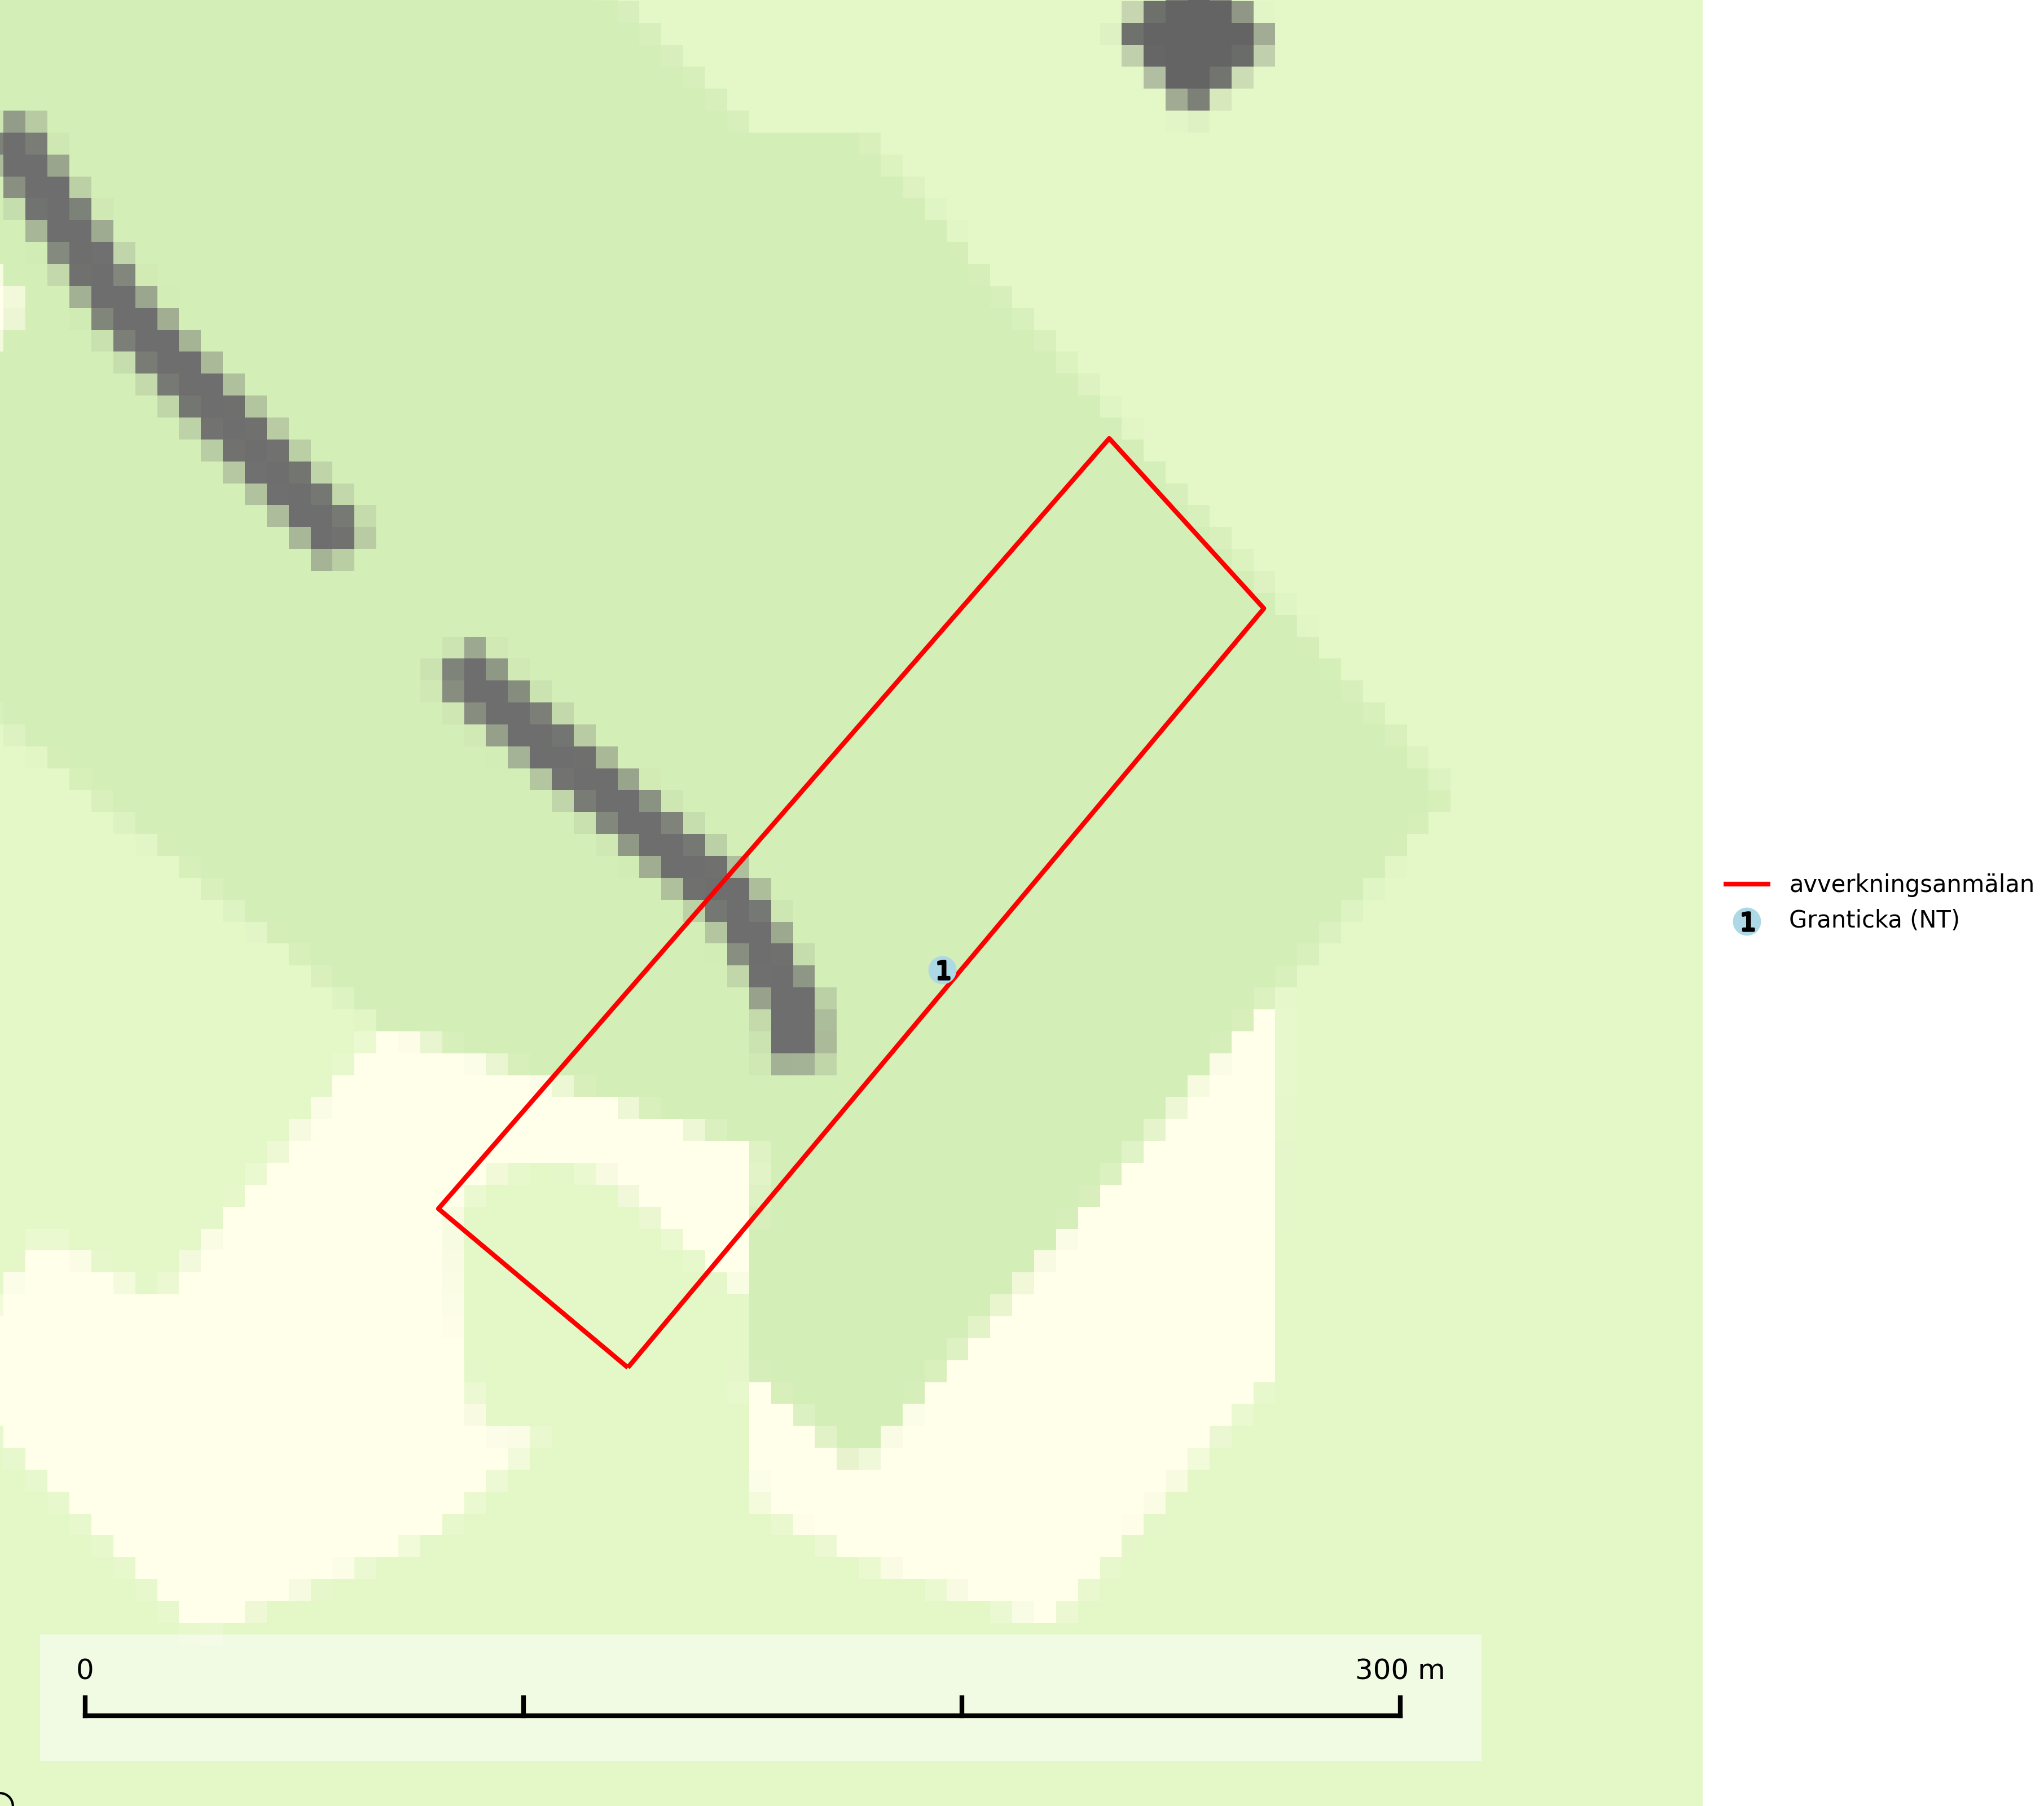 avverkningsanmälan
1 Granticka (NT)
1
0 300 m